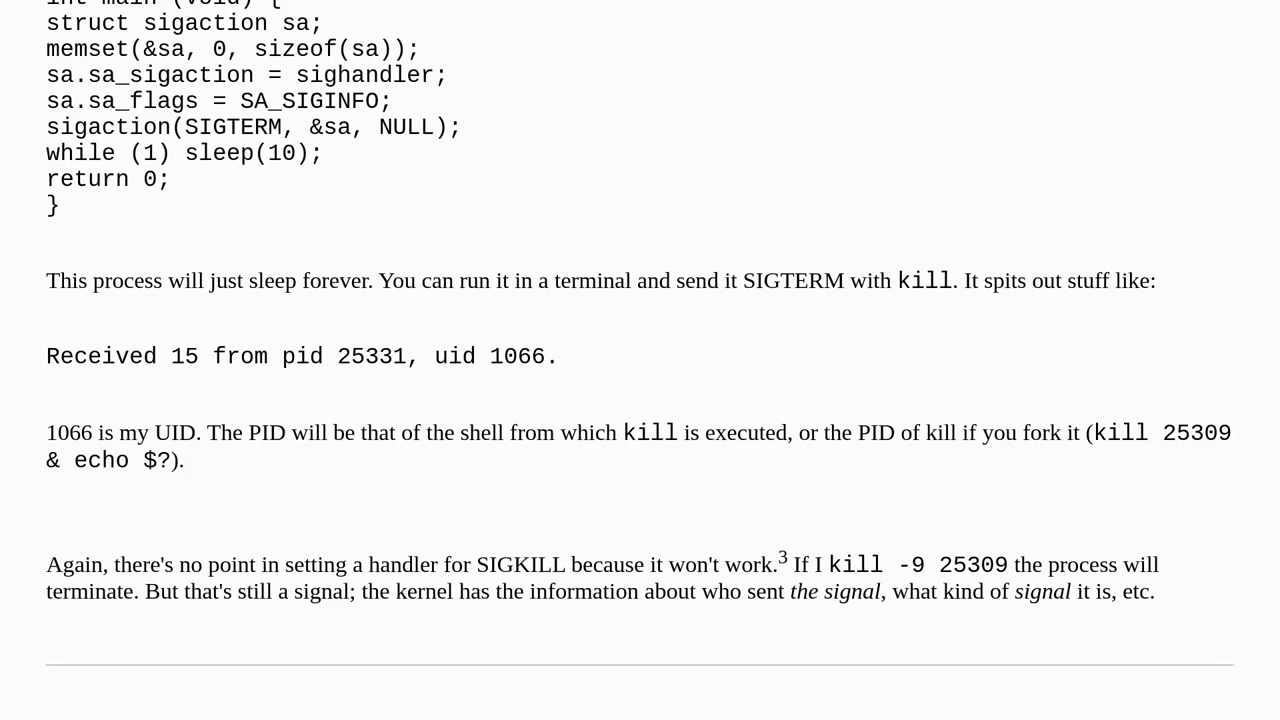 int main (void) {
struct sigaction sa;
memset(&sa, 0, sizeof(sa));
sa.sa_sigaction = sighandler;
sa.sa_flags = SA_SIGINFO;
sigaction(SIGTERM, &sa, NULL);
while (1) sleep(10);
return 0;
}
This process will just sleep forever. You can run it in a terminal and send it SIGTERM with kill. It spits out stuff like:
Received 15 from pid 25331, uid 1066.
1066 is my UID. The PID will be that of the shell from which kill is executed, or the PID of kill if you fork it (kill 25309
& echo $?).
Again, there's no point in setting a handler for SIGKILL because it won't work.3 If I kill -9 25309 the process will
terminate. But that's still a signal; the kernel has the information about who sent the signal, what kind of signal it is, etc.